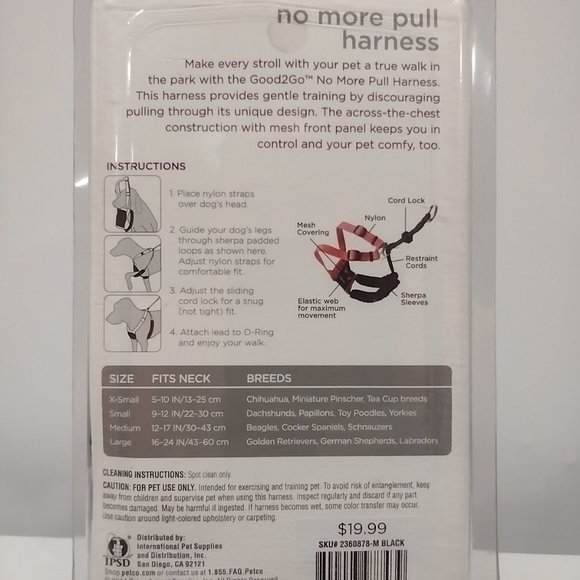 no more pull
harness
Make every stroll with your pet a true walk in
the park with the Good2Go™ No More Pull Harness.
This harness provides gentle training by discouraging
pulling through its unique design. The across-the-chest
construction with mesh front panel keeps you in
control and your pet comfy, too.
INSTRUCTIONS
1. Place nylon straps
over dog's head.
2. Guide your dog's legs
through sherpa padded
loops as shown here.
Adjust nylon straps for
comfortable fit.
3. Adjust the sliding
cord lock for a snug
(not tight) fit.
4. Attach lead to O-Ring
and enjoy your walk.
Cord Lock
Nylon
Mesh
Covering
Restraint
Cords
Elastic web
for maximum
movement
Sherpa
Sleeves
SIZE FITS NECK BREEDS
X-Small 5-10 IN/13-25 cm Chihuahua, Miniature Pinscher, Tea Cup breeds
Small 9-12 IN/22-30 cm Dachshunds, Papillons, Toy Poodles, Yorkies
Medium 12-17 IN/30-43 cm Beagles, Cocker Spaniels, Schnauzers
Large 16-24 IN/43-60 cm Golden Retrievers, German Shepherds, Labradors
CLEANING INSTRUCTIONS: Spot clean only.
CAUTION: FOR PET USE ONLY. Intended for exercising and training pet. To avoid risk of entanglement, keep
away from children and supervise pet when using this harness. Inspect regularly and discard if any part
becomes damaged. May be harmful if ingested. If harness becomes wet, some color transfer may occur.
Use caution around light-colored upholstery or carpeting.
$19.99
SKU# 2360878-M BLACK
IPSD
Distributed by:
International Pet Supplies
and Distribution, Inc.
San Diego, CA 92121
Shop petco.com or contact us at 1.855.FAQ.Petco